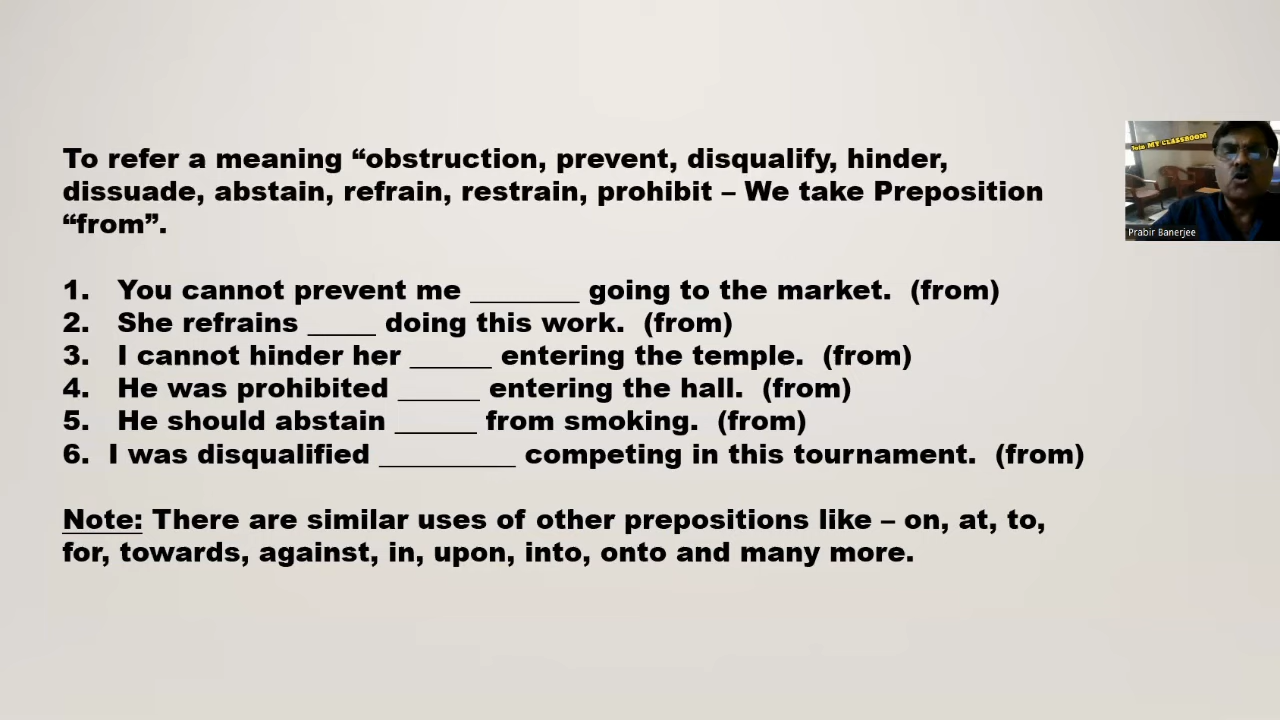 To refer a meaning “obstruction, prevent, disqualify, hinder,
dissuade, abstain, refrain, restrain, prohibit – We take Preposition
“from”.
1. You cannot prevent me ________ going to the market. (from)
2. She refrains _____ doing this work. (from)
3. I cannot hinder her ______ entering the temple. (from)
4. He was prohibited ______ entering the hall. (from)
5. He should abstain ______ from smoking. (from)
6. I was disqualified __________ competing in this tournament. (from)
Note: There are similar uses of other prepositions like – on, at, to,
for, towards, against, in, upon, into, onto and many more.
Join MY CLASSROOM
Prabir Banerjee